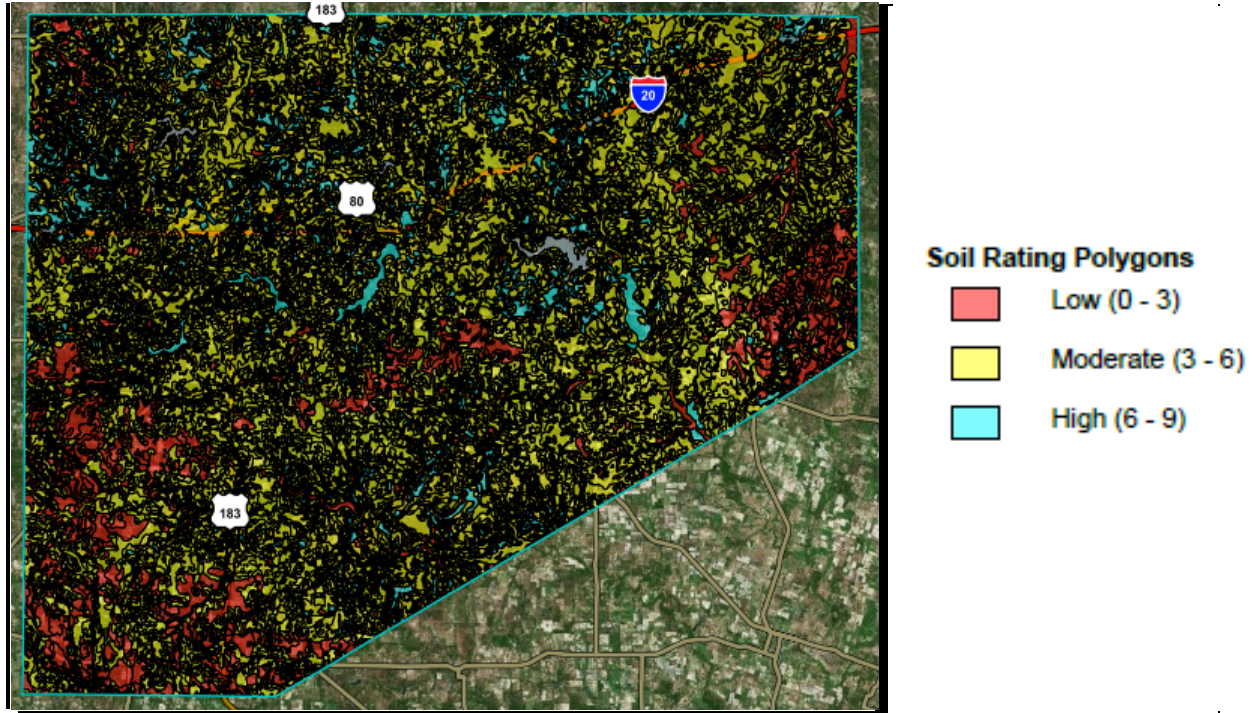 183
20
80
183
Soil Rating Polygons
Low (0 - 3)
Moderate (3 - 6)
High (6 - 9)